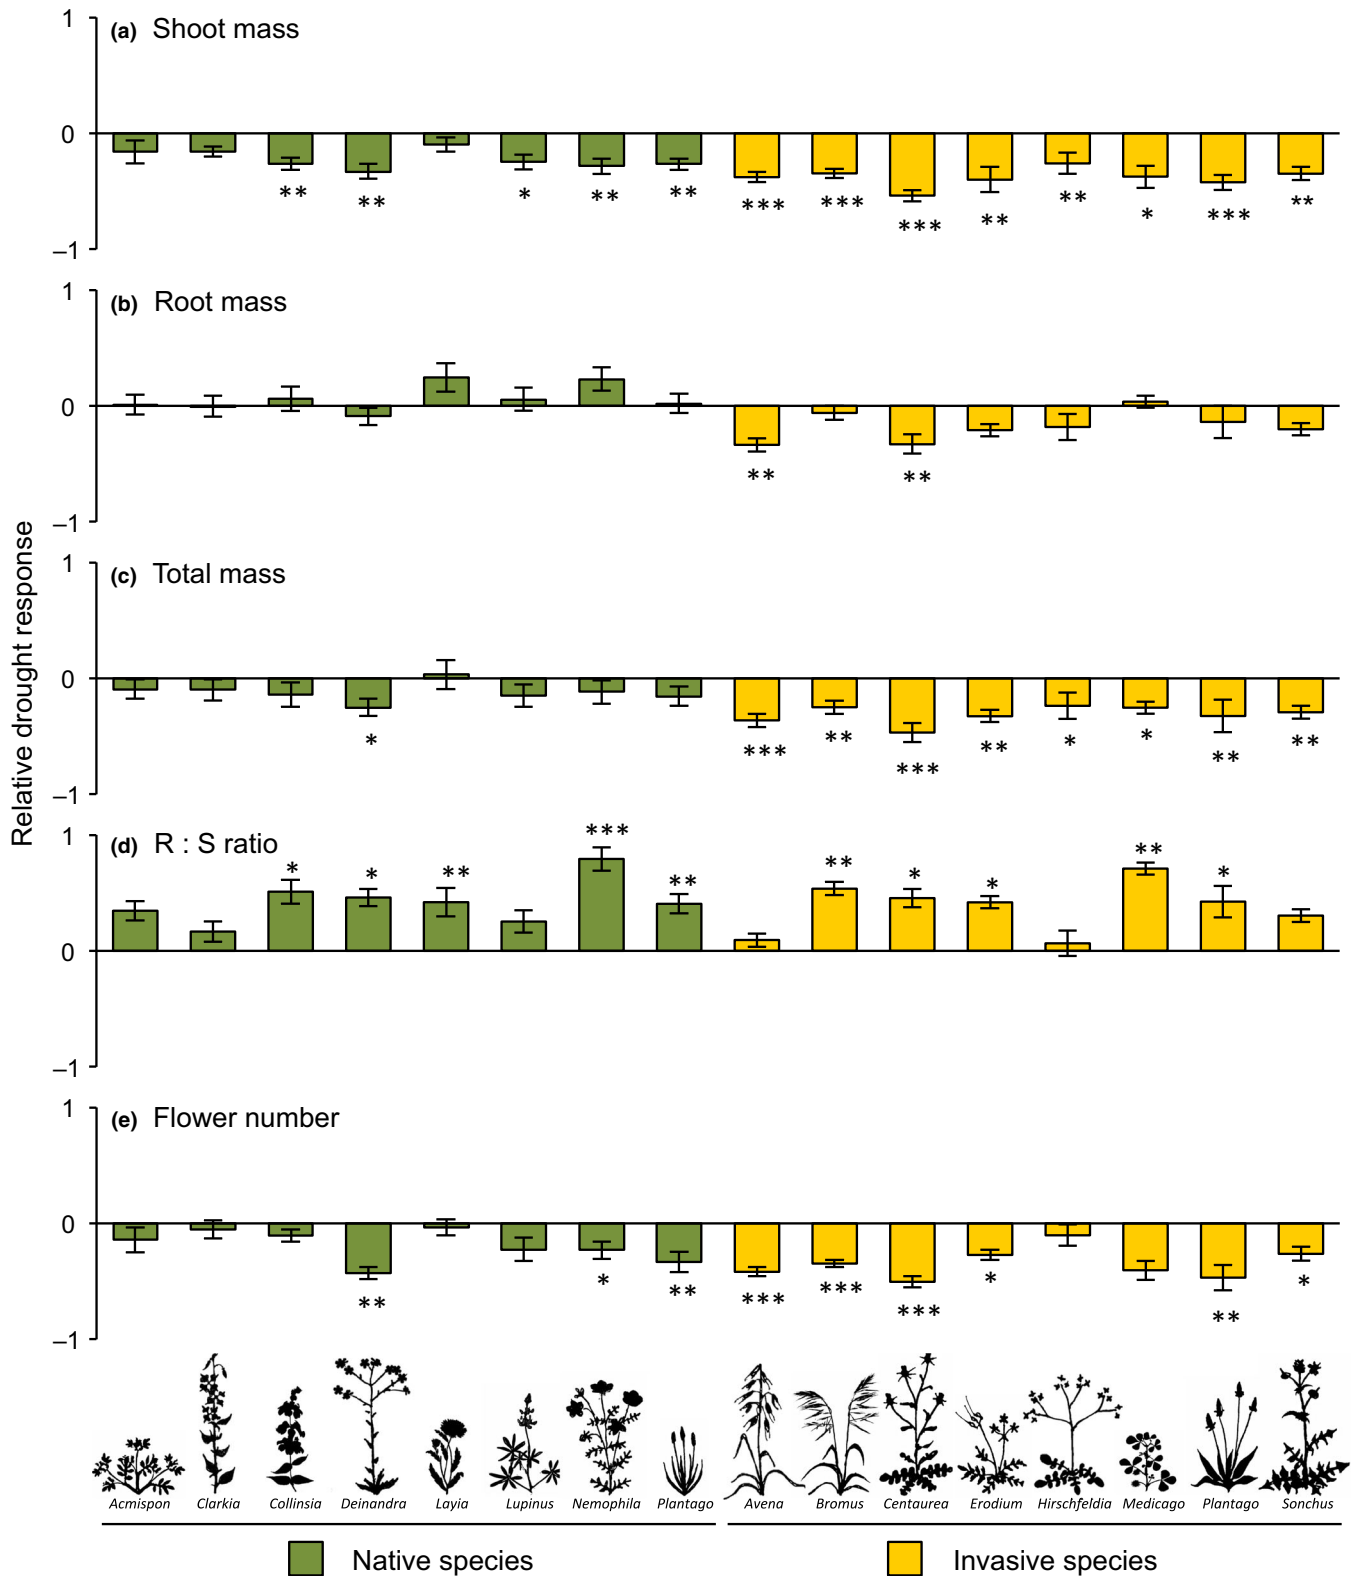 Relative drought response
(a) Shoot mass
1
0
–1
** ** * ** ** *** *** *** ** ** * *** **
(b) Root mass
1
0
–1
** **
(c) Total mass
1
0
–1
* *** ** *** ** * * ** **
(d) R : S ratio
1
0
–1
* * ** *** ** ** * * ** *
(e) Flower number
1
0
–1
** * ** *** *** *** * ** *
Acmispon Clarkia Collinsia Deinandra Layia Lupinus Nemophila Plantago Avena Bromus Centaurea Erodium Hirschfeldia Medicago Plantago Sonchus
Native species Invasive species